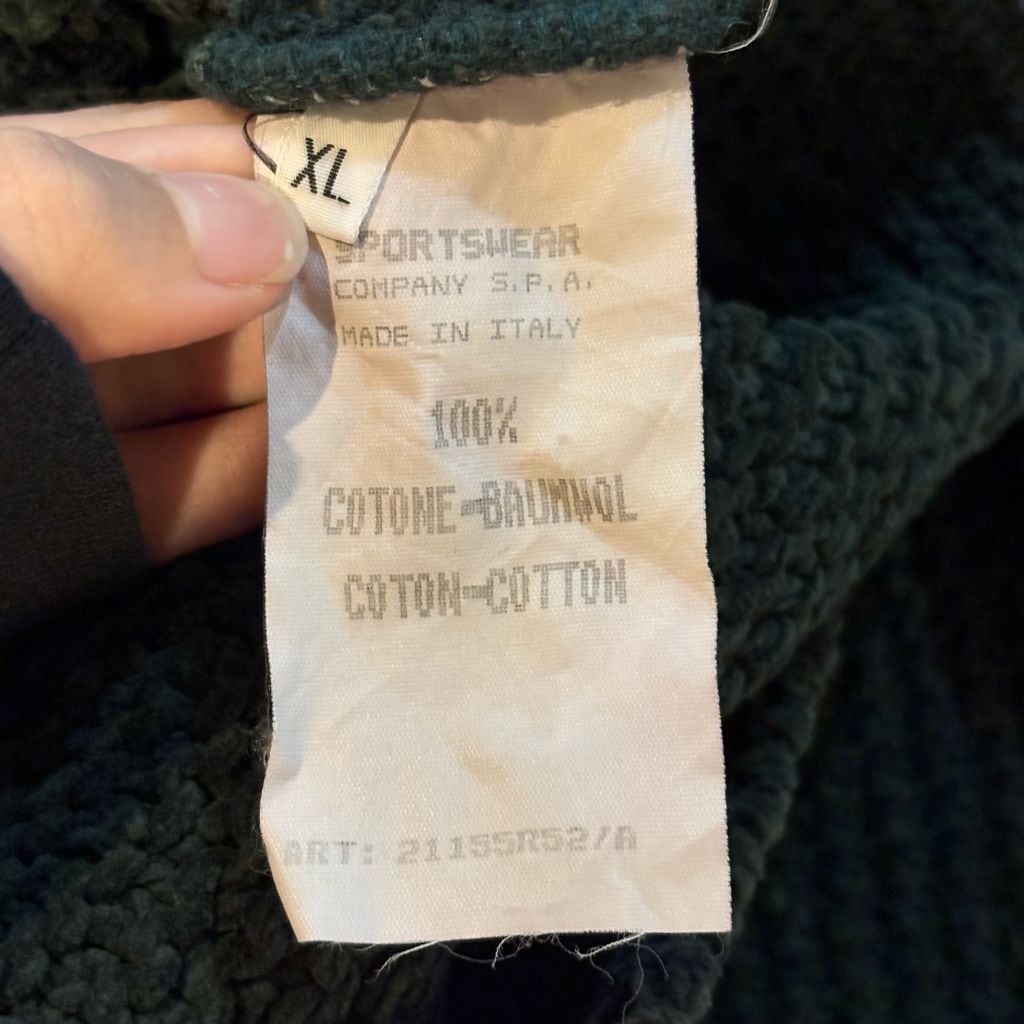 XL
SPORTSWEAR
COMPANY S.P.A.
MADE IN ITALY
100%
COTONE-BAUMWOL
COTON-COTTON
ART: 21155R52/A